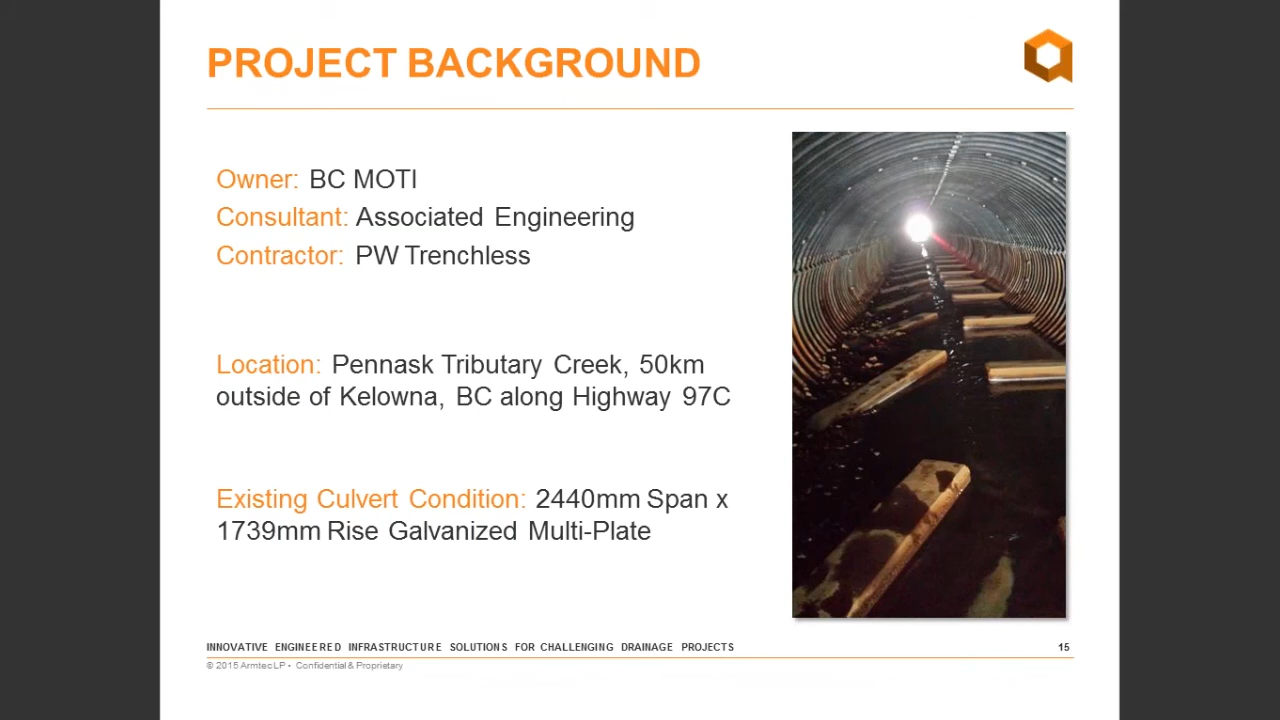 PROJECT BACKGROUND
Owner: BC MOTI
Consultant: Associated Engineering
Contractor: PW Trenchless
Location: Pennask Tributary Creek, 50km
outside of Kelowna, BC along Highway 97C
Existing Culvert Condition: 2440mm Span x
1739mm Rise Galvanized Multi-Plate
INNOVATIVE ENGINEERED INFRASTRUCTURE SOLUTIONS FOR CHALLENGING DRAINAGE PROJECTS
15
© 2015 Armtec LP • Confidential & Proprietary